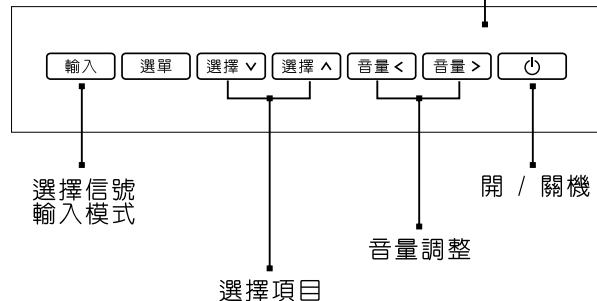 輸入 選單 選擇 選擇 音量 < 音量 >
選擇信號
輸入模式
開 / 關機
音量調整
選擇項目